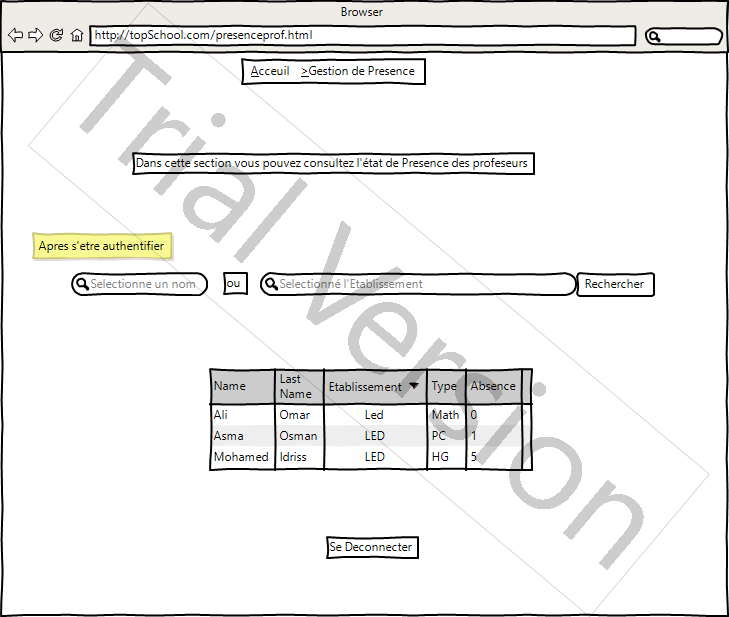 Browser
http://topSchool.com/presenceprof.html
Acceuil >Gestion de Presence
Dans cette section vous pouvez consultez l'état de Presence des profeseurs
Apres s'etre authentifier
Selectionne un nom.
ou
Selectionné l'Etablissement
Rechercher
Name Last Name Etablissement Type Absence
Ali Omar Led Math 0
Asma Osman LED PC 1
Mohamed Idriss LED HG 5
Se Deconnecter
Trial Version